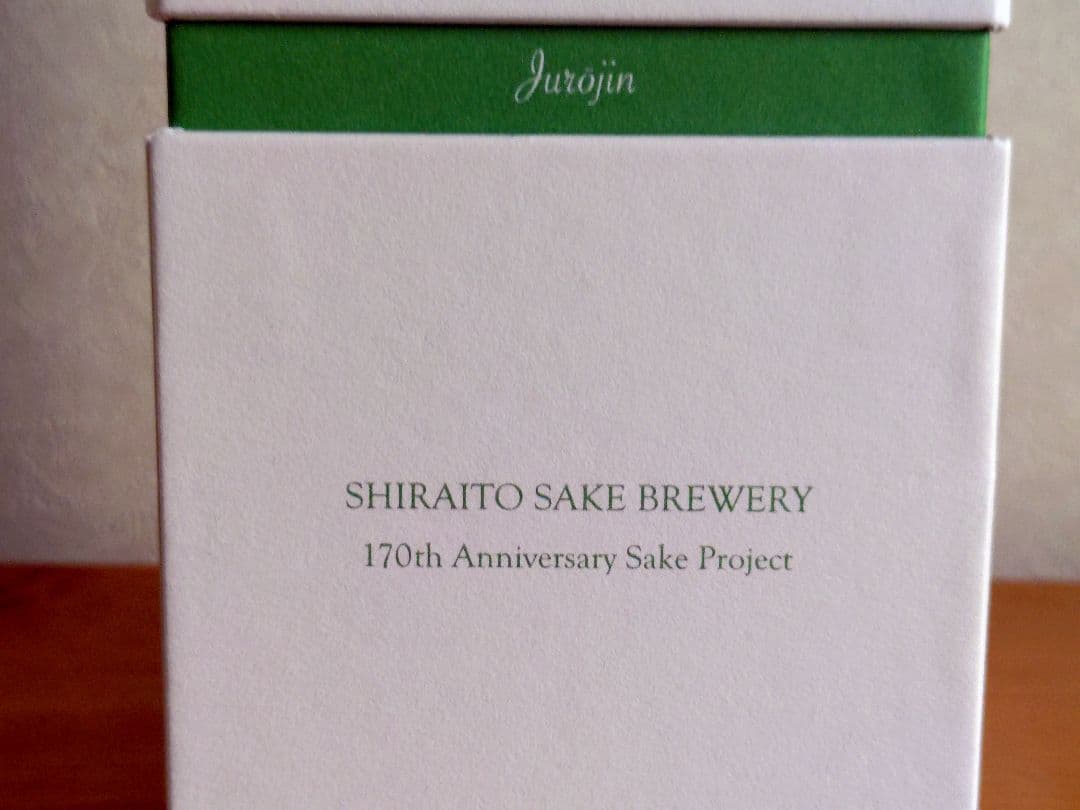 Jurōjin
SHIRAITO SAKE BREWERY
170th Anniversary Sake Project